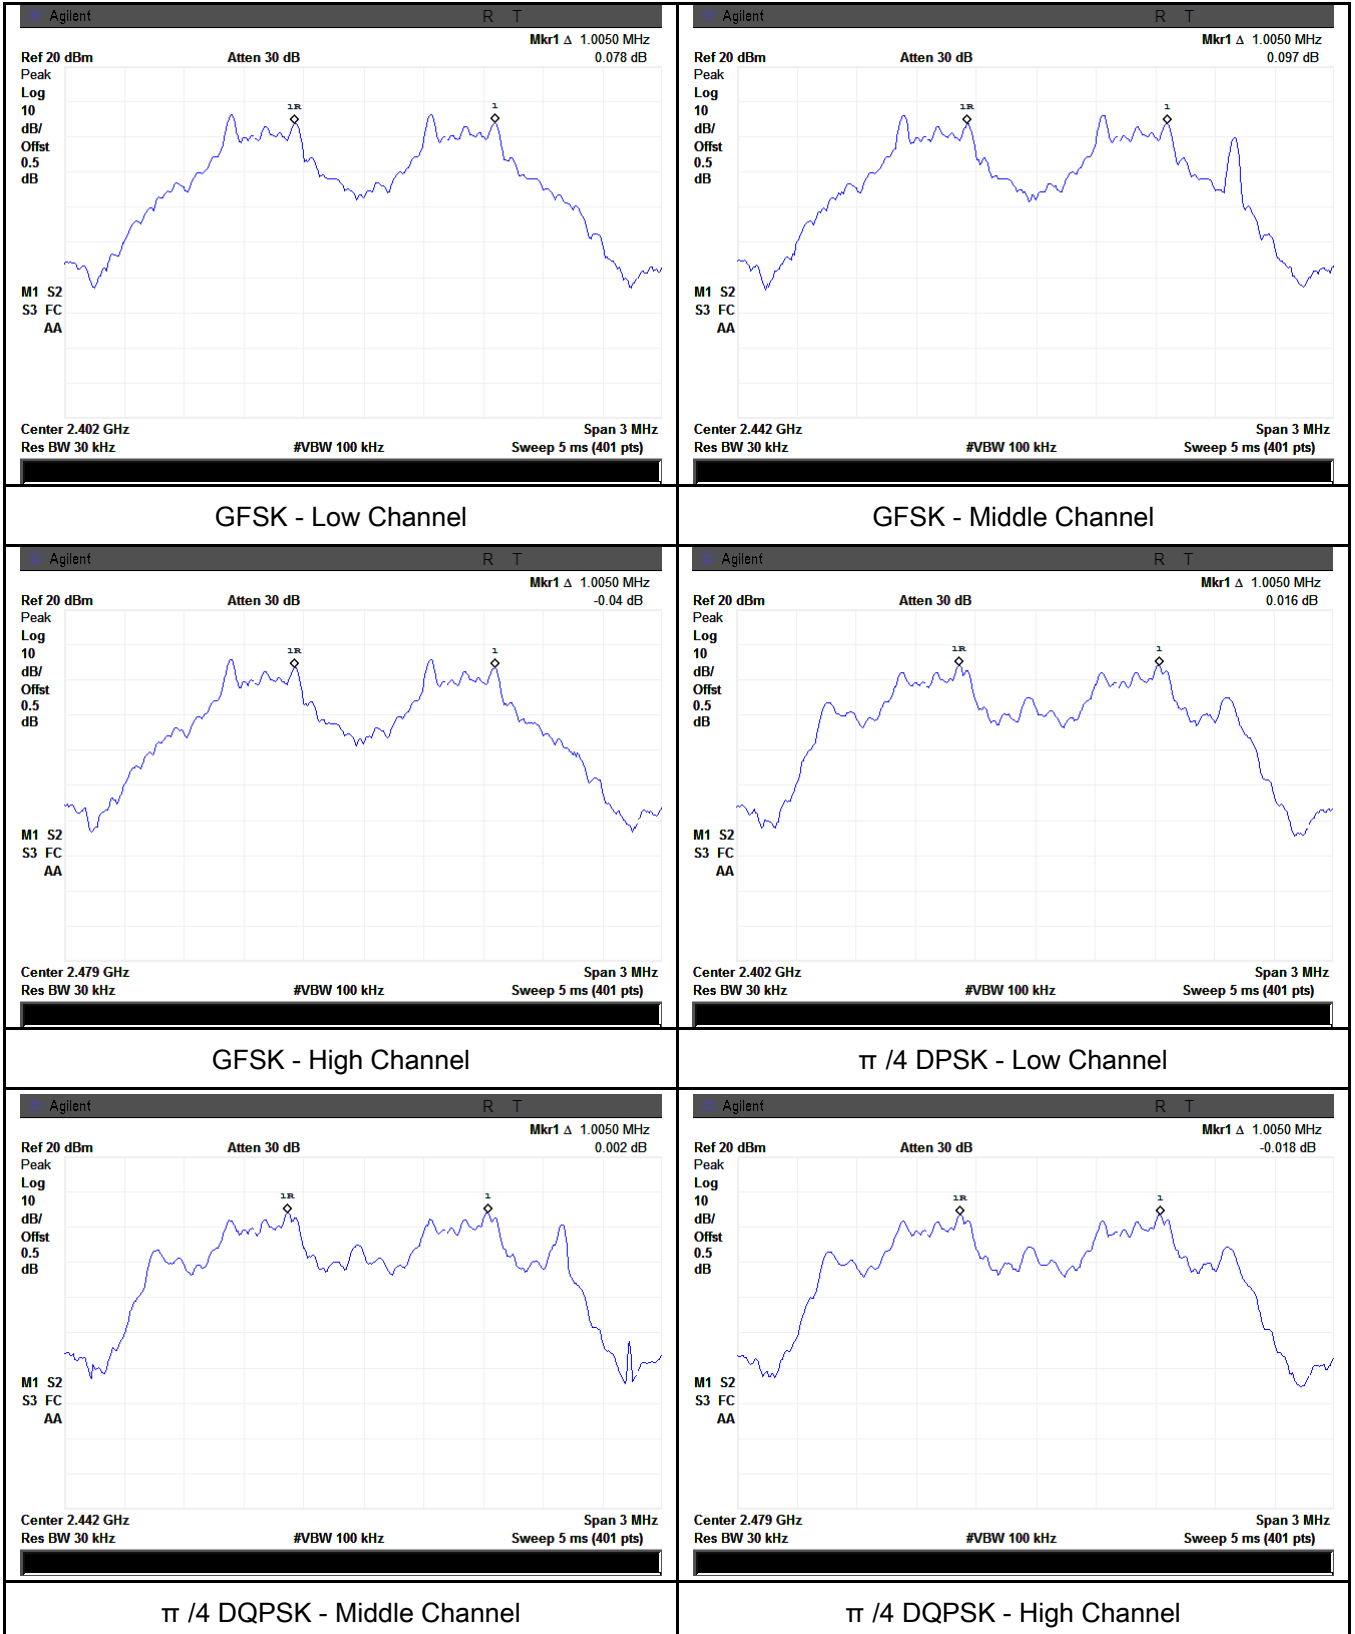 Agilent R T
Mkr1 Δ 1.0050 MHz
Ref 20 dBm Atten 30 dB 0.078 dB
Peak
Log
10
dB/
Offst
0.5
dB
1R 1
M1 S2
S3 FC
AA
Center 2.402 GHz Span 3 MHz
Res BW 30 kHz #VBW 100 kHz Sweep 5 ms (401 pts)
GFSK - Low Channel
Agilent R T
Mkr1 Δ 1.0050 MHz
Ref 20 dBm Atten 30 dB 0.097 dB
Peak
Log
10
dB/
Offst
0.5
dB
1R 1
M1 S2
S3 FC
AA
Center 2.442 GHz Span 3 MHz
Res BW 30 kHz #VBW 100 kHz Sweep 5 ms (401 pts)
GFSK - Middle Channel
Agilent R T
Mkr1 Δ 1.0050 MHz
Ref 20 dBm Atten 30 dB -0.04 dB
Peak
Log
10
dB/
Offst
0.5
dB
1R 1
M1 S2
S3 FC
AA
Center 2.479 GHz Span 3 MHz
Res BW 30 kHz #VBW 100 kHz Sweep 5 ms (401 pts)
GFSK - High Channel
Agilent R T
Mkr1 Δ 1.0050 MHz
Ref 20 dBm Atten 30 dB 0.016 dB
Peak
Log
10
dB/
Offst
0.5
dB
1R 1
M1 S2
S3 FC
AA
Center 2.402 GHz Span 3 MHz
Res BW 30 kHz #VBW 100 kHz Sweep 5 ms (401 pts)
π /4 DPSK - Low Channel
Agilent R T
Mkr1 Δ 1.0050 MHz
Ref 20 dBm Atten 30 dB 0.002 dB
Peak
Log
10
dB/
Offst
0.5
dB
1R 1
M1 S2
S3 FC
AA
Center 2.442 GHz Span 3 MHz
Res BW 30 kHz #VBW 100 kHz Sweep 5 ms (401 pts)
π /4 DQPSK - Middle Channel
Agilent R T
Mkr1 Δ 1.0050 MHz
Ref 20 dBm Atten 30 dB -0.018 dB
Peak
Log
10
dB/
Offst
0.5
dB
1R 1
M1 S2
S3 FC
AA
Center 2.479 GHz Span 3 MHz
Res BW 30 kHz #VBW 100 kHz Sweep 5 ms (401 pts)
π /4 DQPSK - High Channel